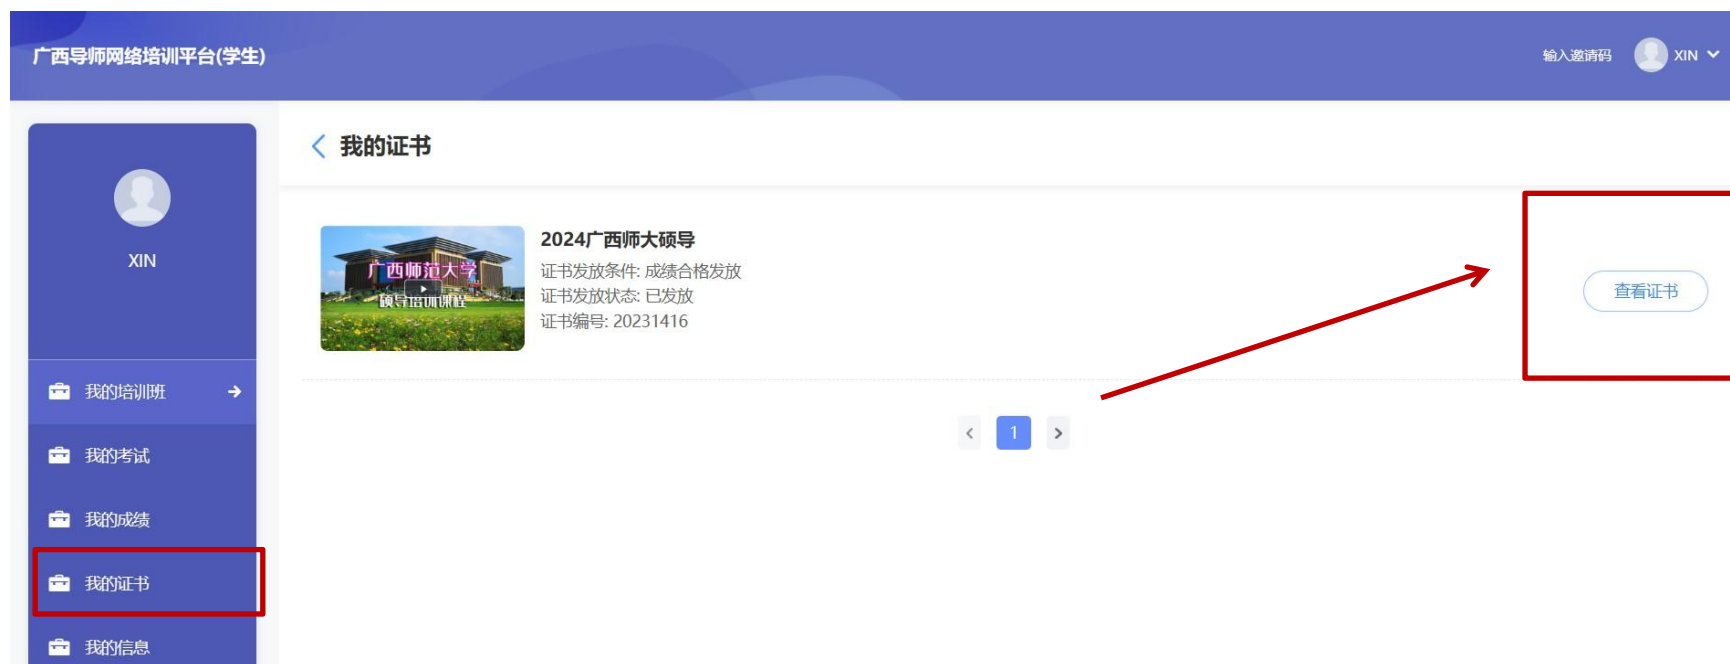 广西导师网络培训平台(学生)
输入邀请码
XIN
XIN
我的培训班
我的考试
我的成绩
我的证书
我的信息
我的证书
广西师范大学
硕导培训课程
2024广西师大硕导
证书发放条件: 成绩合格发放
证书发放状态: 已发放
证书编号: 20231416
查看证书
1